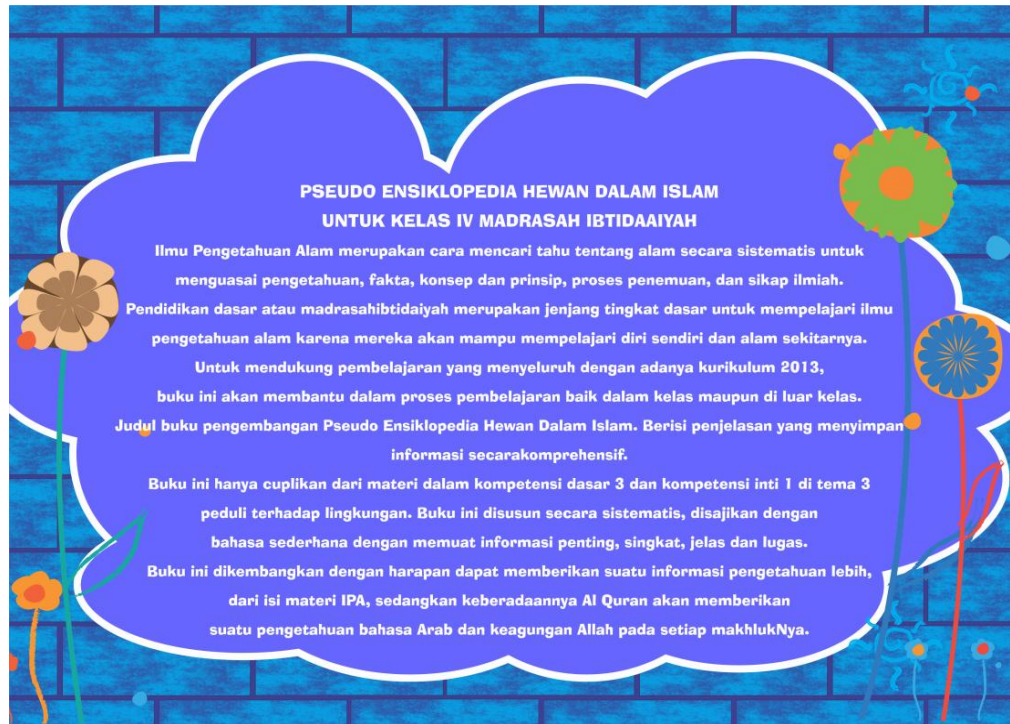 PSEUDO ENSIKLOPEDIA HEWAN DALAM ISLAM
UNTUK KELAS IV MADRASAH IBTIDAAIYAH
Ilmu Pengetahuan Alam merupakan cara mencari tahu tentang alam secara sistematis untuk
menguasai pengetahuan, fakta, konsep dan prinsip, proses penemuan, dan sikap ilmiah.
Pendidikan dasar atau madrasahibtidaiyah merupakan jenjang tingkat dasar untuk mempelajari ilmu
pengetahuan alam karena mereka akan mampu mempelajari diri sendiri dan alam sekitarnya.
Untuk mendukung pembelajaran yang menyeluruh dengan adanya kurikulum 2013,
buku ini akan membantu dalam proses pembelajaran baik dalam kelas maupun di luar kelas.
Judul buku pengembangan Pseudo Ensiklopedia Hewan Dalam Islam. Berisi penjelasan yang menyimpan
informasi secarakomprehensif.
Buku ini hanya cuplikan dari materi dalam kompetensi dasar 3 dan kompetensi inti 1 di tema 3
peduli terhadap lingkungan. Buku ini disusun secara sistematis, disajikan dengan
bahasa sederhana dengan memuat informasi penting, singkat, jelas dan lugas.
Buku ini dikembangkan dengan harapan dapat memberikan suatu informasi pengetahuan lebih,
dari isi materi IPA, sedangkan keberadaannya Al Quran akan memberikan
suatu pengetahuan bahasa Arab dan keagungan Allah pada setiap makhlukNya.